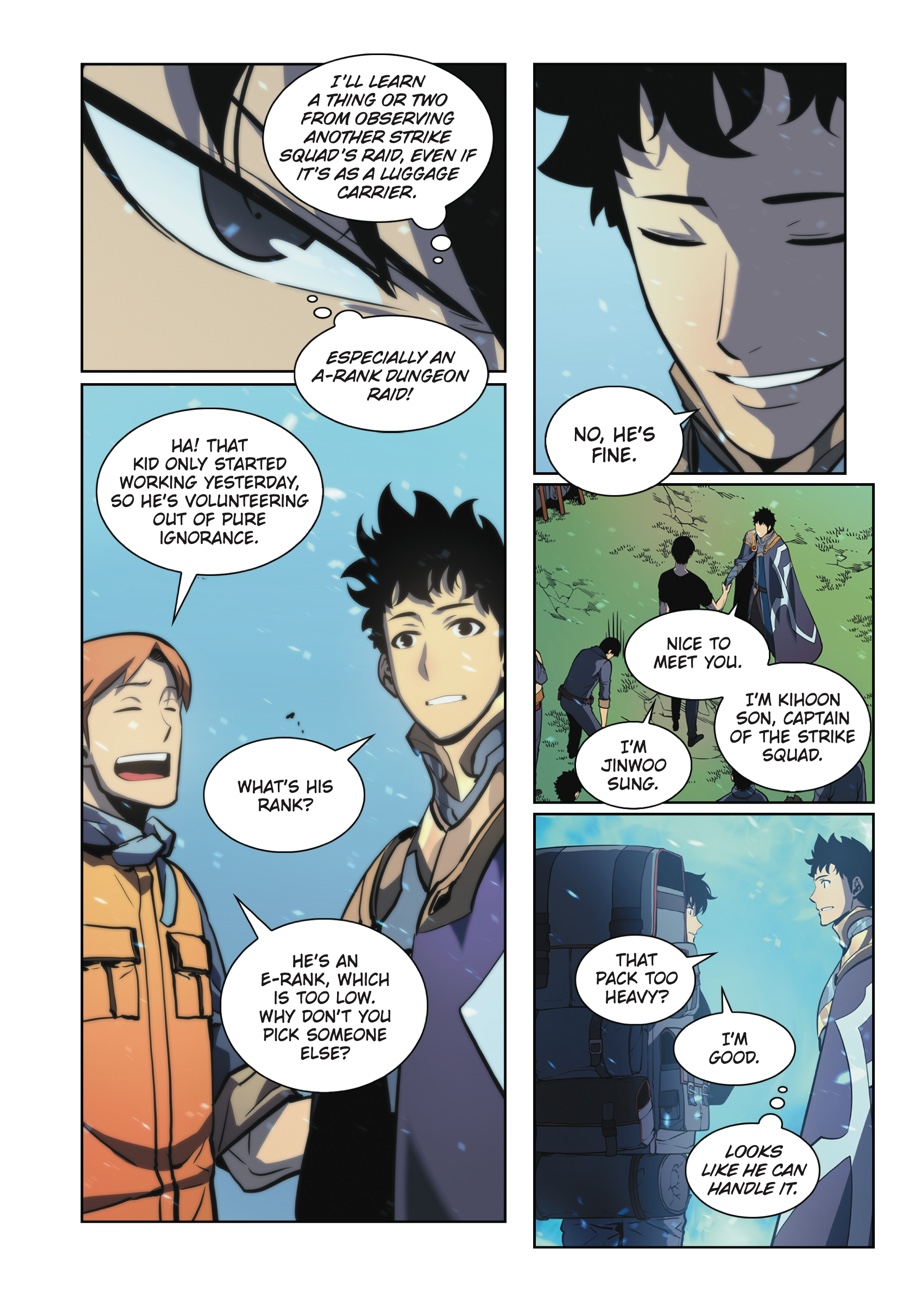 I'LL LEARN
A THING OR TWO
FROM OBSERVING
ANOTHER STRIKE
SQUAD'S RAID, EVEN IF
IT'S AS A LUGGAGE
CARRIER.
ESPECIALLY AN
A-RANK DUNGEON
RAID!
HA! THAT
KID ONLY STARTED
WORKING YESTERDAY,
SO HE'S VOLUNTEERING
OUT OF PURE
IGNORANCE.
WHAT'S HIS
RANK?
HE'S AN
E-RANK, WHICH
IS TOO LOW.
WHY DON'T YOU
PICK SOMEONE
ELSE?
NO, HE'S
FINE.
NICE TO
MEET YOU.
I'M KIHOON
SON, CAPTAIN
OF THE STRIKE
SQUAD.
I'M
JINWOO
SUNG.
THAT
PACK TOO
HEAVY?
I'M
GOOD.
LOOKS
LIKE HE CAN
HANDLE IT.